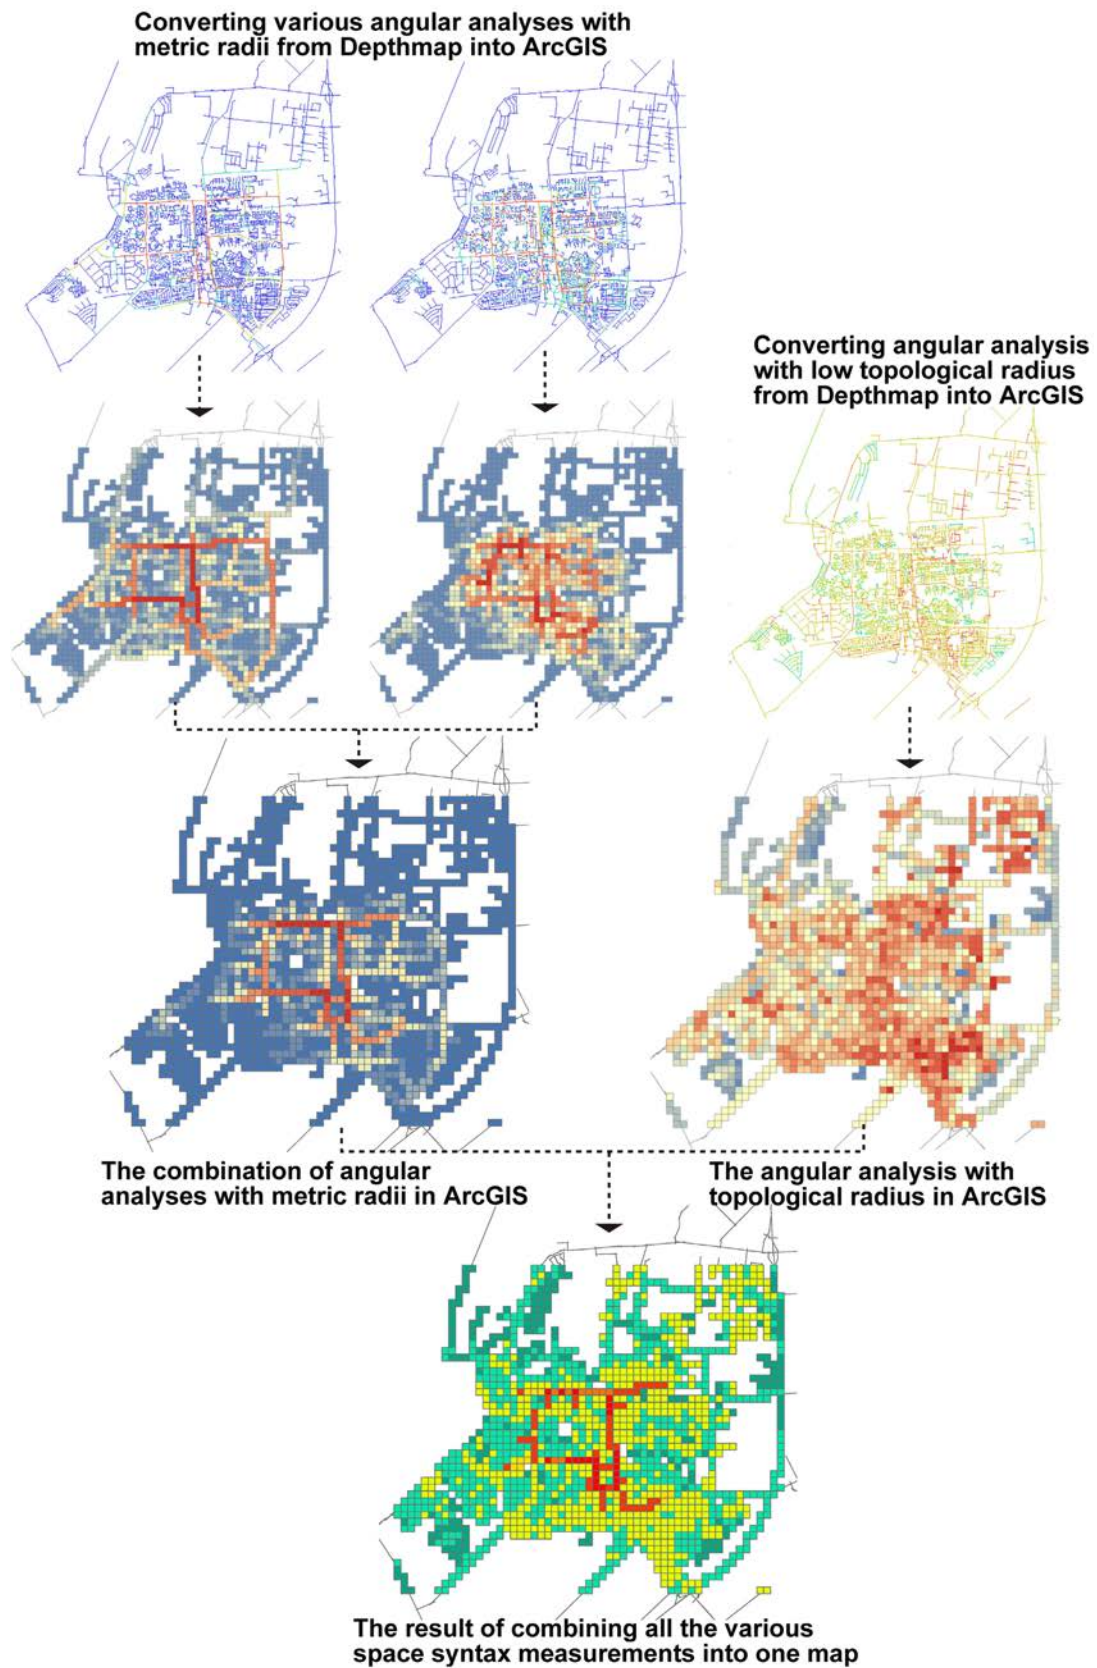 Converting various angular analyses with
metric radii from Depthmap into ArcGIS
Converting angular analysis
with low topological radius
from Depthmap into ArcGIS
The combination of angular
analyses with metric radii in ArcGIS
The angular analysis with
topological radius in ArcGIS
The result of combining all the various
space syntax measurements into one map